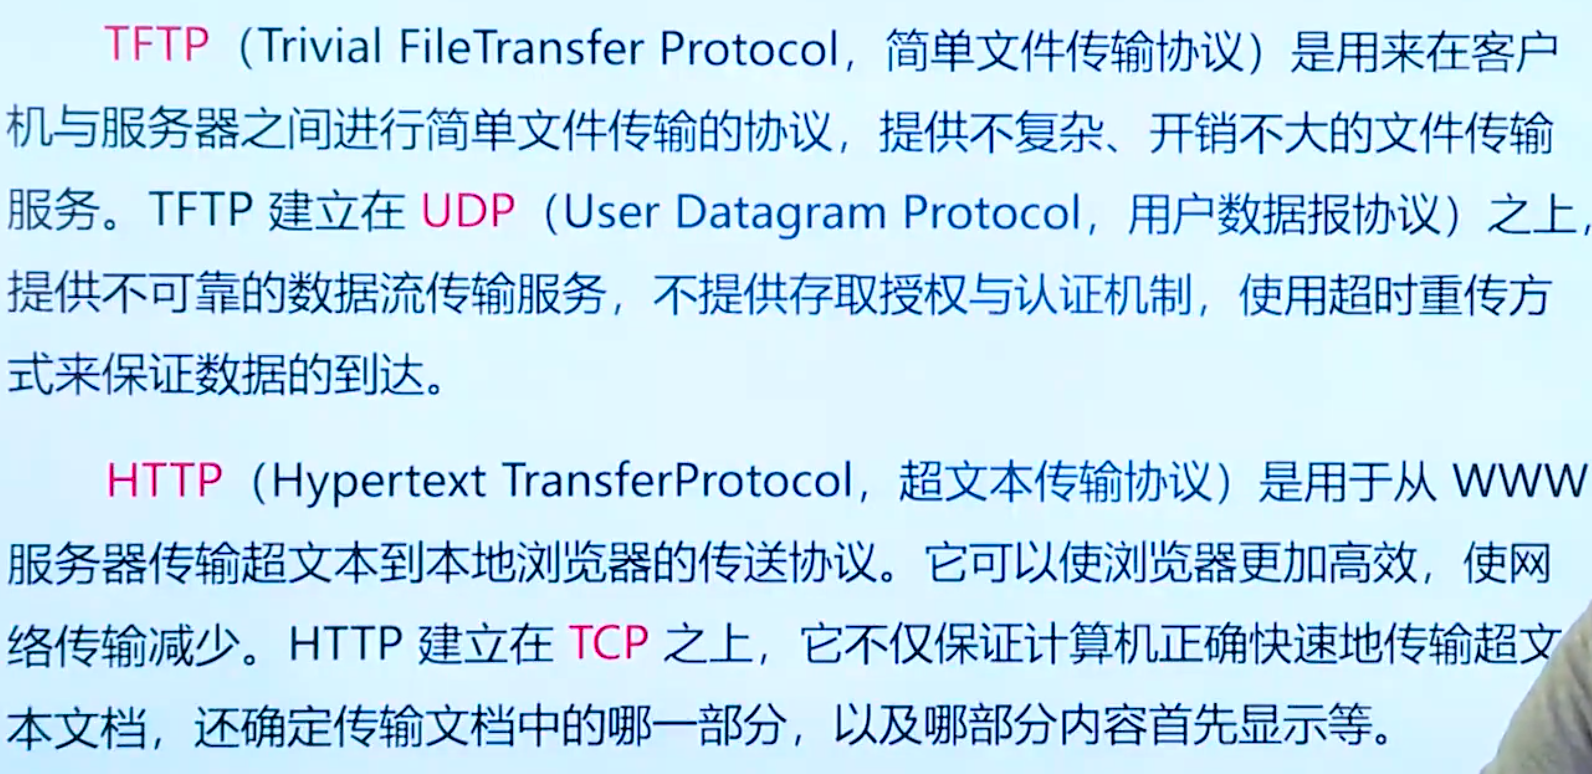 TFTP（Trivial FileTransfer Protocol，简单文件传输协议）是用来在客户
机与服务器之间进行简单文件传输的协议，提供不复杂、开销不大的文件传输
服务。TFTP 建立在 UDP（User Datagram Protocol，用户数据报协议）之上，
提供不可靠的数据流传输服务，不提供存取授权与认证机制，使用超时重传方
式来保证数据的到达。
HTTP（Hypertext TransferProtocol，超文本传输协议）是用于从 WWW
服务器传输超文本到本地浏览器的传送协议。它可以使浏览器更加高效，使网
络传输减少。HTTP 建立在 TCP 之上，它不仅保证计算机正确快速地传输超文
本文档，还确定传输文档中的哪一部分，以及哪部分内容首先显示等。